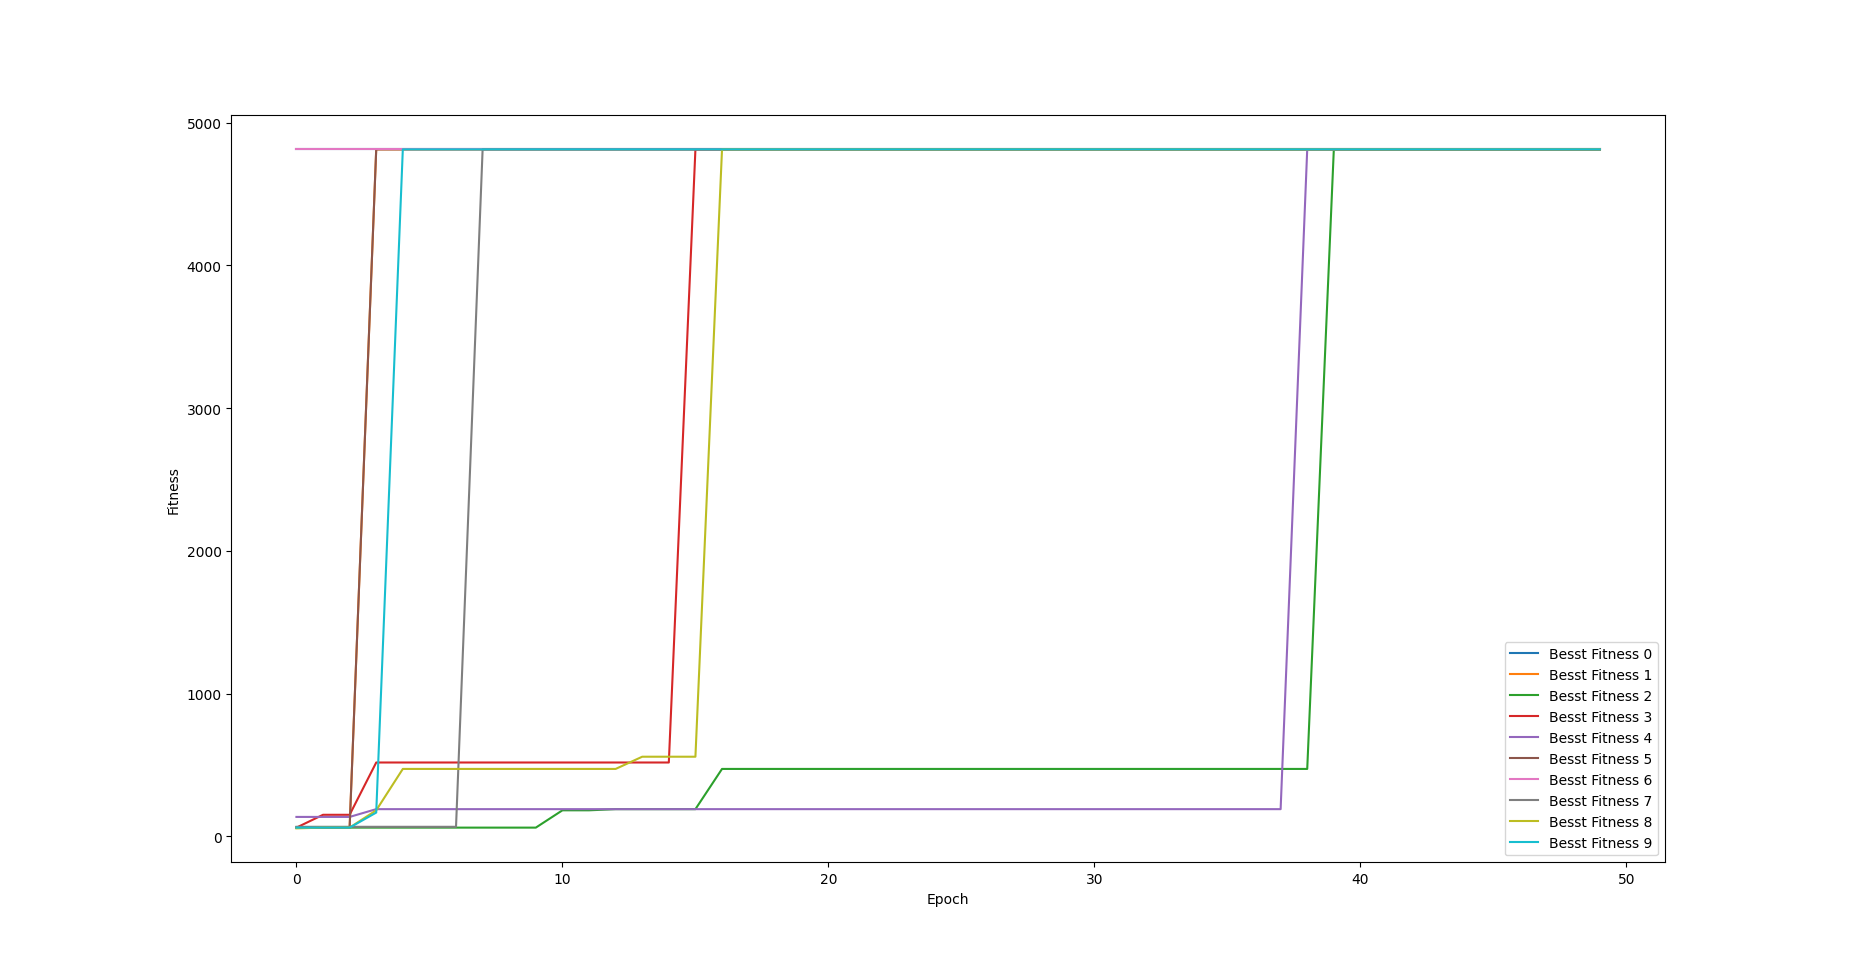 5000
4000
3000
2000
1000
0
Fitness
0 10 20 30 40 50
Epoch
Besst Fitness 0
Besst Fitness 1
Besst Fitness 2
Besst Fitness 3
Besst Fitness 4
Besst Fitness 5
Besst Fitness 6
Besst Fitness 7
Besst Fitness 8
Besst Fitness 9